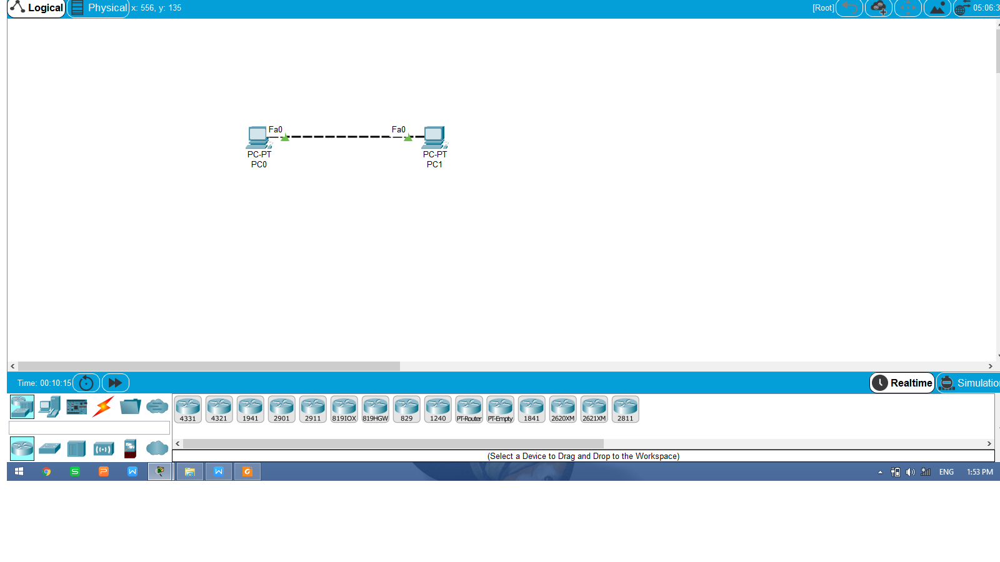 Logical Physical x: 556, y: 135 [Root] 05:06:3
Fa0 Fa0
PC-PT PC-PT
PC0 PC1
Time: 00:10:15 Realtime Simulatio
4331 4321 1941 2901 2911 819IOX 819HGW 829 1240 PT-Router PT-Empty 1841 2620XM 2621XM 2811
(Select a Device to Drag and Drop to the Workspace)
S P W W G ENG 1:53 PM